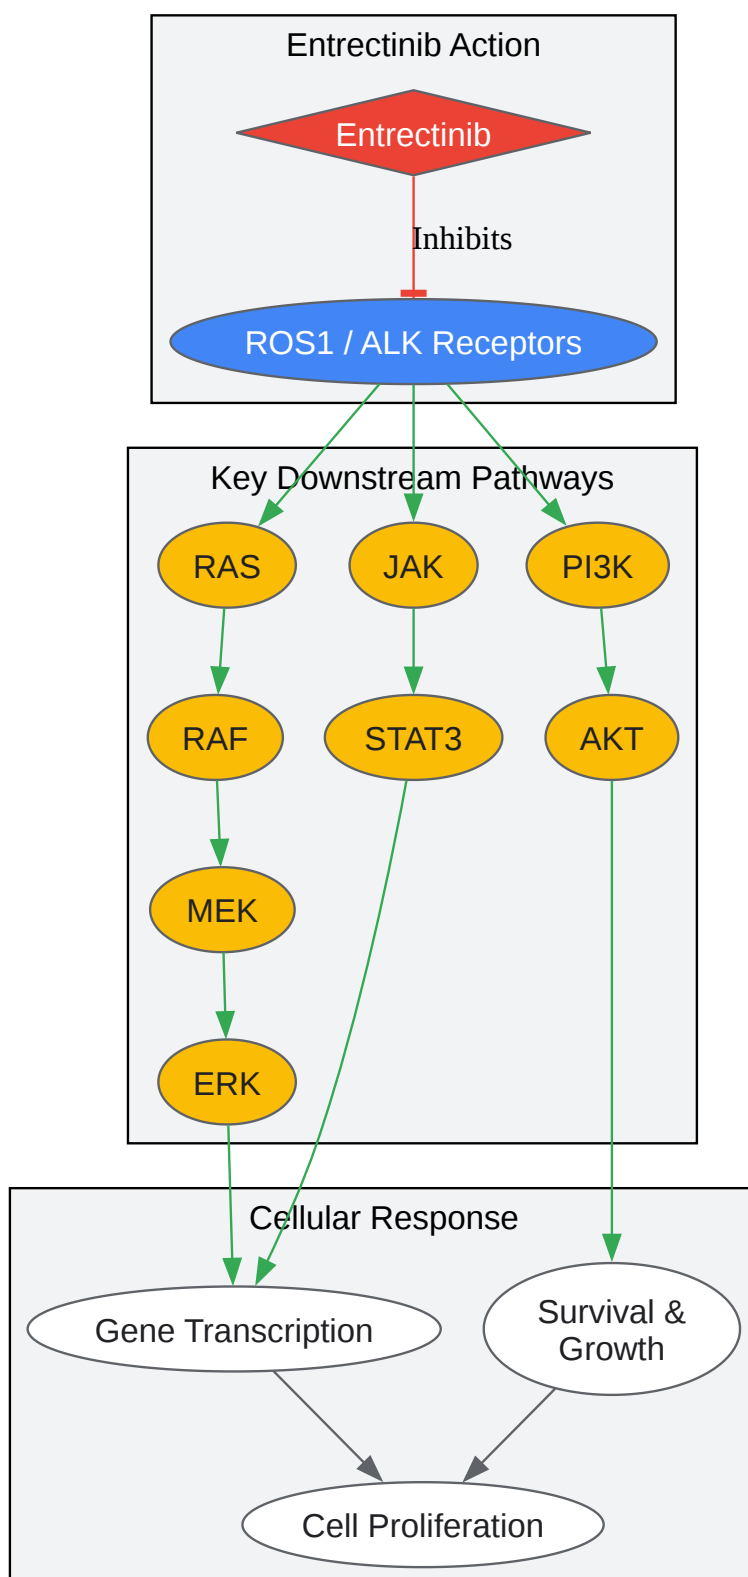 Entrectinib Action
Entrectinib
Inhibits
ROS1 / ALK Receptors
Key Downstream Pathways
RAS
JAK
PI3K
RAF
STAT3
AKT
MEK
ERK
Cellular Response
Gene Transcription
Survival &
Growth
Cell Proliferation